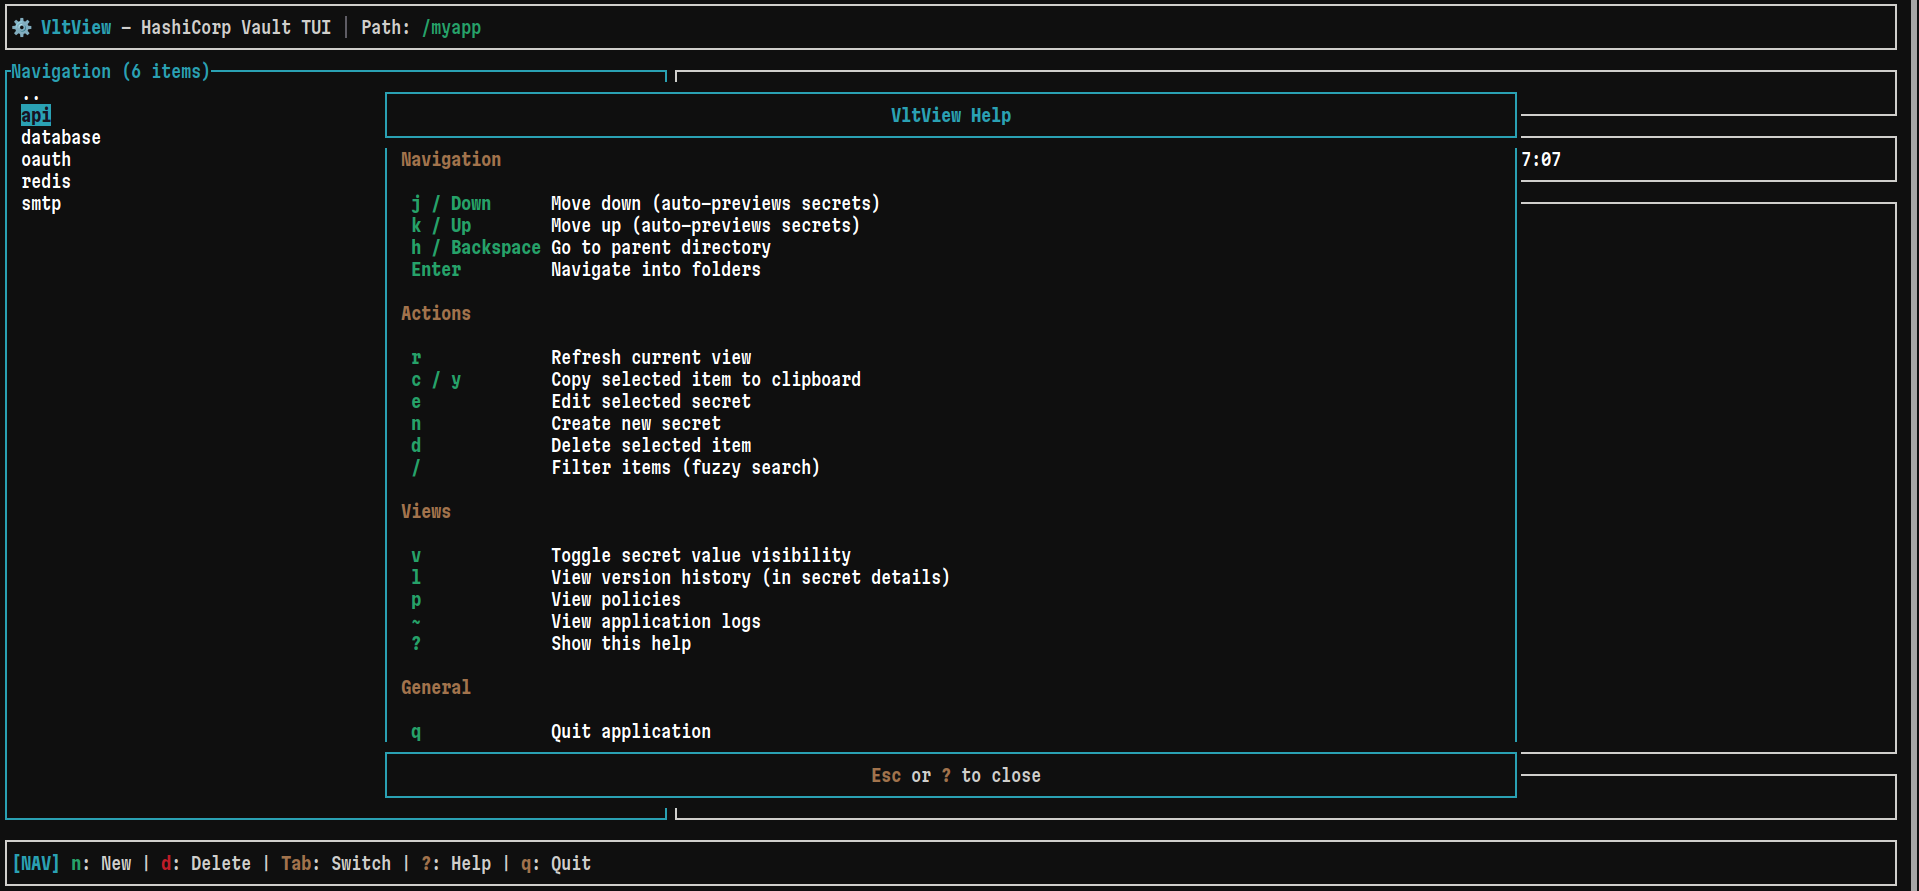 ⚙ VltView – HashiCorp Vault TUI │ Path: /myapp
Navigation (6 items)
..
api
database
oauth
redis
smtp
VltView Help
7:07
Navigation
j / Down Move down (auto-previews secrets)
k / Up Move up (auto-previews secrets)
h / Backspace Go to parent directory
Enter Navigate into folders
Actions
r Refresh current view
c / y Copy selected item to clipboard
e Edit selected secret
n Create new secret
d Delete selected item
/ Filter items (fuzzy search)
Views
v Toggle secret value visibility
l View version history (in secret details)
p View policies
~ View application logs
? Show this help
General
q Quit application
Esc or ? to close
[NAV] n: New | d: Delete | Tab: Switch | ?: Help | q: Quit